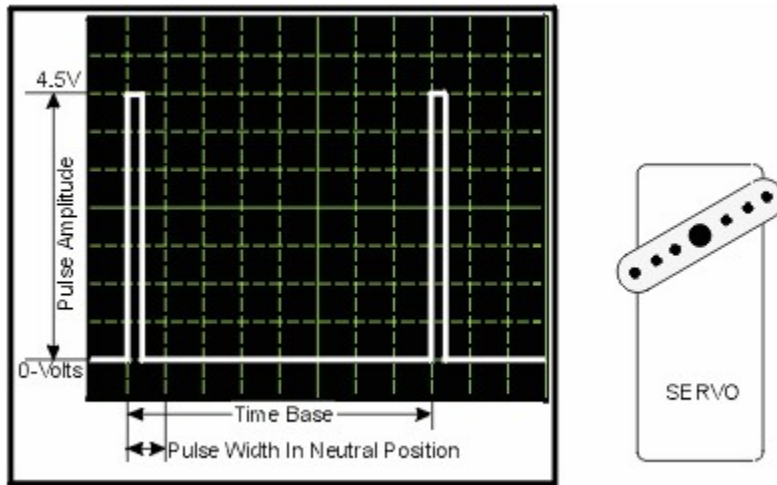 4.5V
Pulse Amplitude
0-Volts
Time Base
Pulse Width In Neutral Position
SERVO